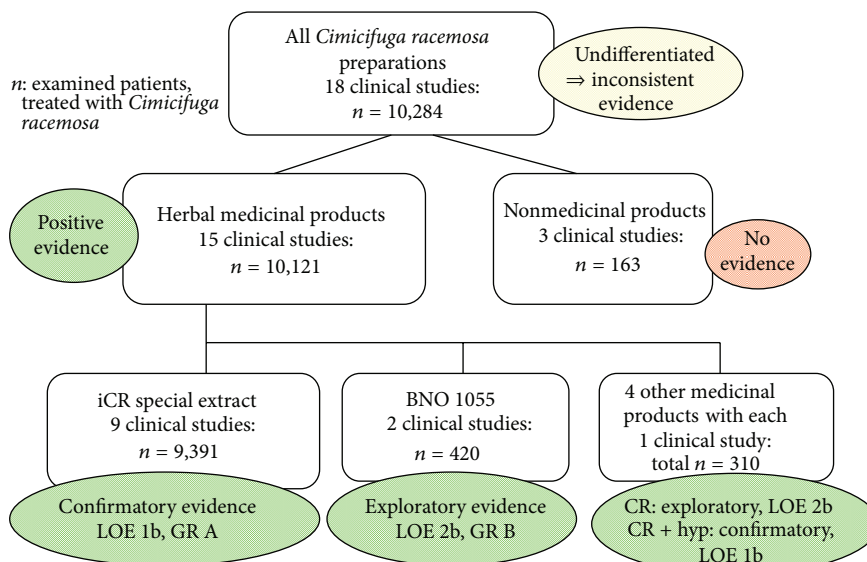 All Cimicifuga racemosa
preparations
18 clinical studies:
n = 10,284
Undifferentiated
⇒ inconsistent
evidence
n: examined patients,
treated with Cimicifuga
racemosa
Positive
evidence
Herbal medicinal products
15 clinical studies:
n = 10,121
Nonmedicinal products
3 clinical studies:
n = 163
No
evidence
iCR special extract
9 clinical studies:
n = 9,391
BNO 1055
2 clinical studies:
n = 420
4 other medicinal
products with each
1 clinical study:
total n = 310
Confirmatory evidence
LOE 1b, GR A
Exploratory evidence
LOE 2b, GR B
CR: exploratory, LOE 2b
CR + hyp: confirmatory,
LOE 1b